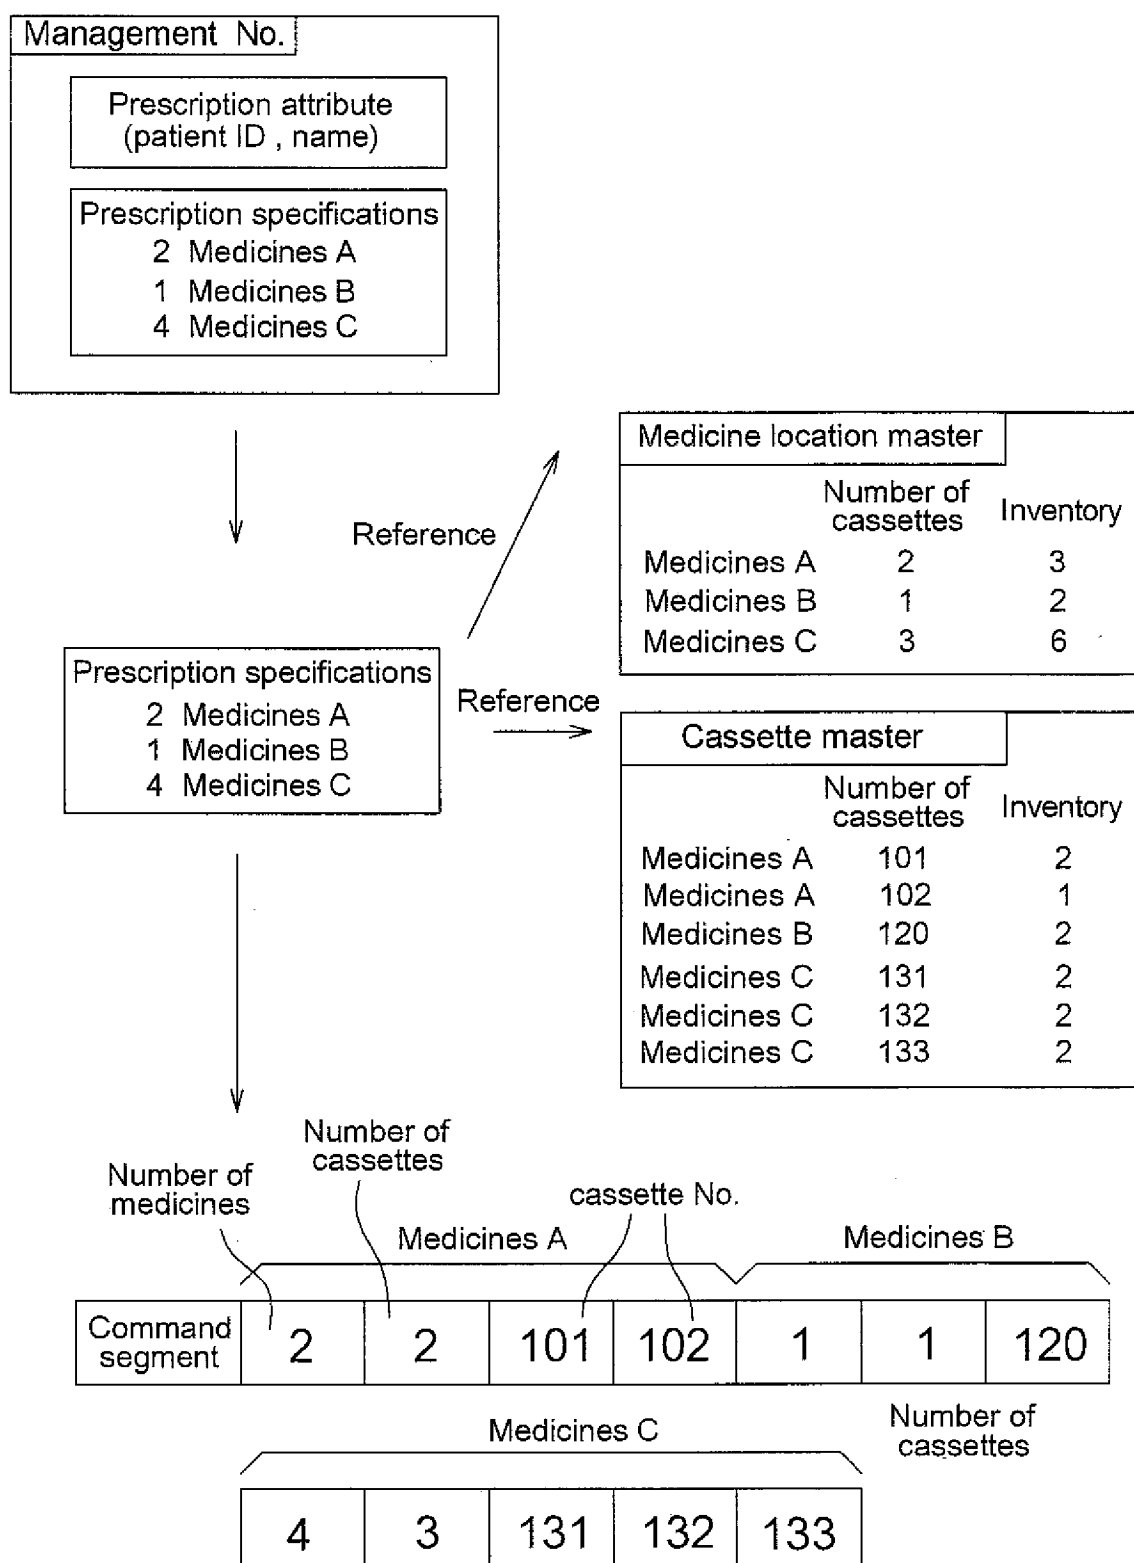 Management No.
Prescription attribute
(patient ID , name)
Prescription specifications
2 Medicines A
1 Medicines B
4 Medicines C
Reference
Medicine location master
Number of
cassettes
Inventory
Medicines A 2 3
Medicines B 1 2
Medicines C 3 6
Prescription specifications
2 Medicines A
1 Medicines B
4 Medicines C
Reference
Cassette master
Number of
cassettes
Inventory
Medicines A 101 2
Medicines A 102 1
Medicines B 120 2
Medicines C 131 2
Medicines C 132 2
Medicines C 133 2
Number of
medicines
Number of
cassettes
cassette No.
Medicines A
Medicines B
Command
segment
2 2 101 102 1 1 120
Number of
cassettes
Medicines C
4 3 131 132 133